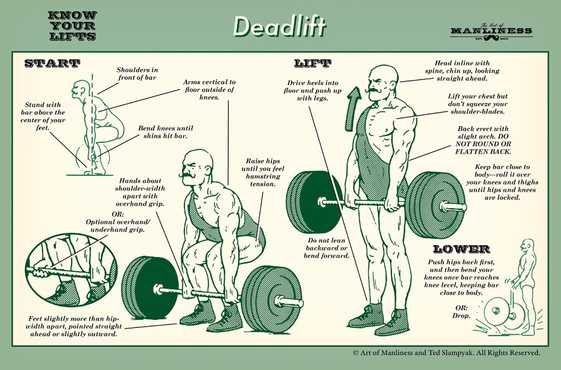 KNOW
YOUR
LIFTS
Deadlift
The Art of
MANLINESS
START
Shoulders in
front of bar
Arms vertical to
floor outside of
knees.
Stand with
bar above the
center of your
feet.
Bend knees until
shins hit bar.
Hands about
shoulder-width
apart with
overhand grip.
OR:
Optional overhand/
underhand grip.
Raise hips
until you feel
hamstring
tension.
Feet slightly more than hip-
width apart, pointed straight
ahead or slightly outward.
LIFT
Drive heels into
floor and push up
with legs.
Head inline with
spine, chin up, looking
straight ahead.
Lift your chest but
don't squeeze your
shoulder-blades.
Back erect with
slight arch. DO
NOT ROUND OR
FLATTEN BACK.
Keep bar close to
body—roll it over
your knees and thighs
until hips and knees
are locked.
Do not lean
backward or
bend forward.
LOWER
Push hips back first,
and then bend your
knees once bar reaches
knee level, keeping bar
close to body.
OR:
Drop.
© Art of Manliness and Ted Slampyak. All Rights Reserved.